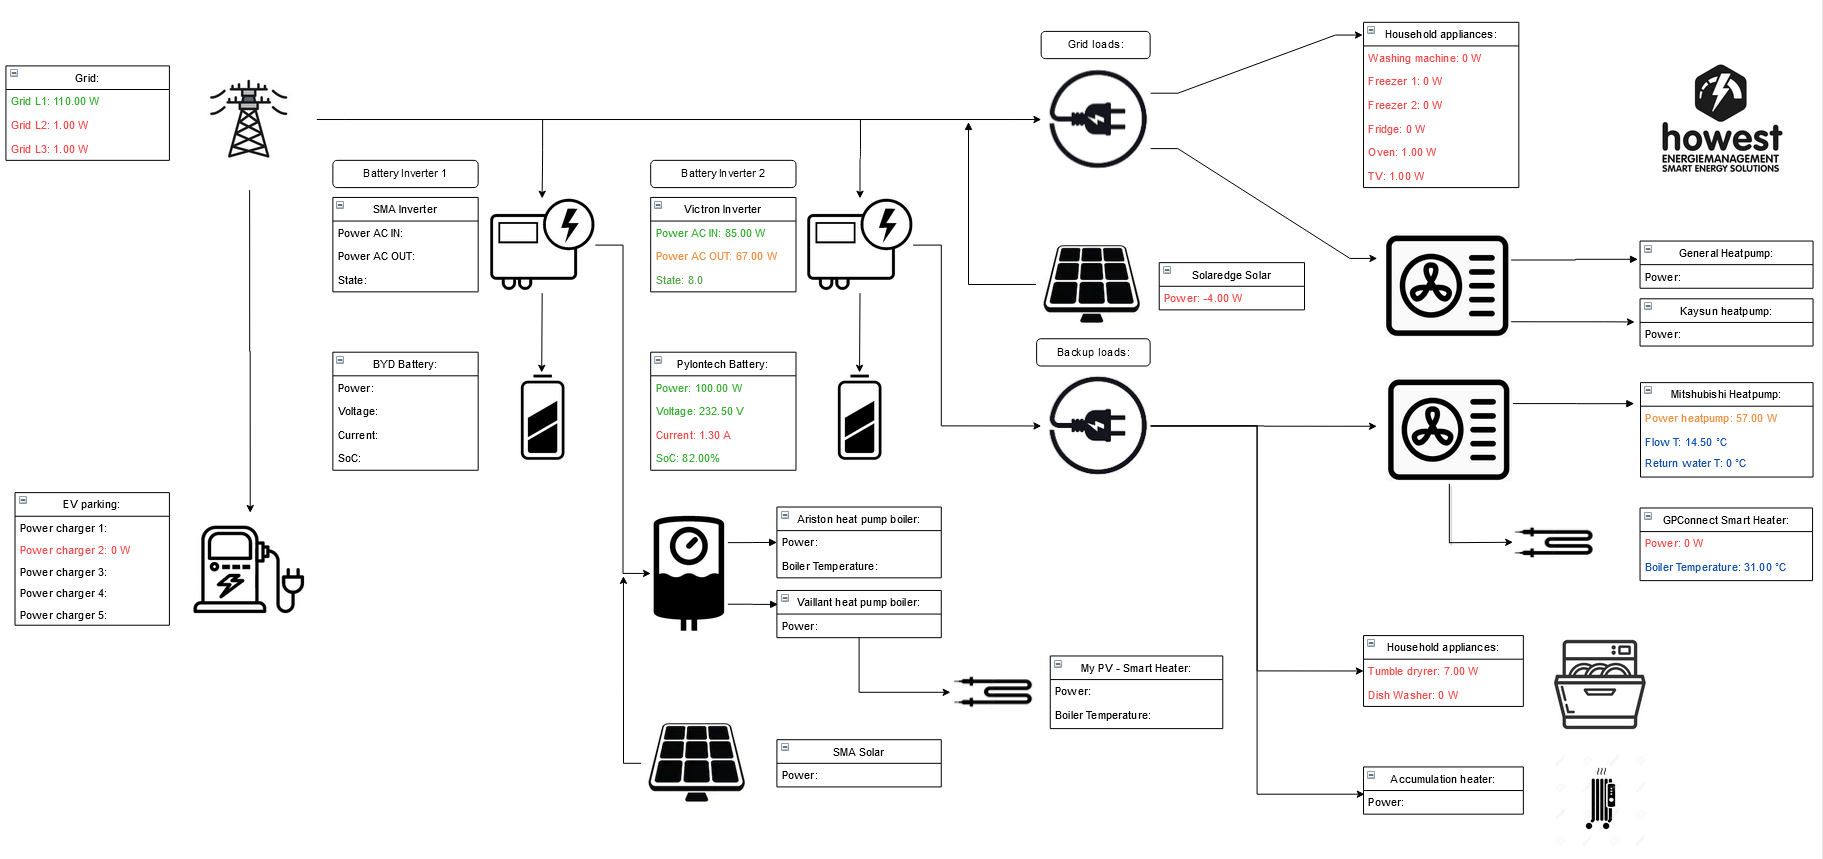 Grid:
Grid L1: 110.00 W
Grid L2: 1.00 W
Grid L3: 1.00 W
Battery Inverter 1
SMA Inverter
Power AC IN:
Power AC OUT:
State:
BYD Battery:
Power:
Voltage:
Current:
SoC:
EV parking:
Power charger 1:
Power charger 2: 0 W
Power charger 3:
Power charger 4:
Power charger 5:
Battery Inverter 2
Victron Inverter
Power AC IN: 85.00 W
Power AC OUT: 67.00 W
State: 8.0
Pylontech Battery:
Power: 100.00 W
Voltage: 232.50 V
Current: 1.30 A
SoC: 82.00%
Ariston heat pump boiler:
Power:
Boiler Temperature:
Vaillant heat pump boiler:
Power:
My PV - Smart Heater:
Power:
Boiler Temperature:
SMA Solar
Power:
Grid loads:
Solaredge Solar
Power: -4.00 W
Backup loads:
Household appliances:
Washing machine: 0 W
Freezer 1: 0 W
Freezer 2: 0 W
Fridge: 0 W
Oven: 1.00 W
TV: 1.00 W
howest
ENERGIEMANAGEMENT
SMART ENERGY SOLUTIONS
General Heatpump:
Power:
Kaysun heatpump:
Power:
Mitshubishi Heatpump:
Power heatpump: 57.00 W
Flow T: 14.50 °C
Return water T: 0 °C
GPConnect Smart Heater:
Power: 0 W
Boiler Temperature: 31.00 °C
Household appliances:
Tumble dryrer: 7.00 W
Dish Washer: 0 W
Accumulation heater:
Power: